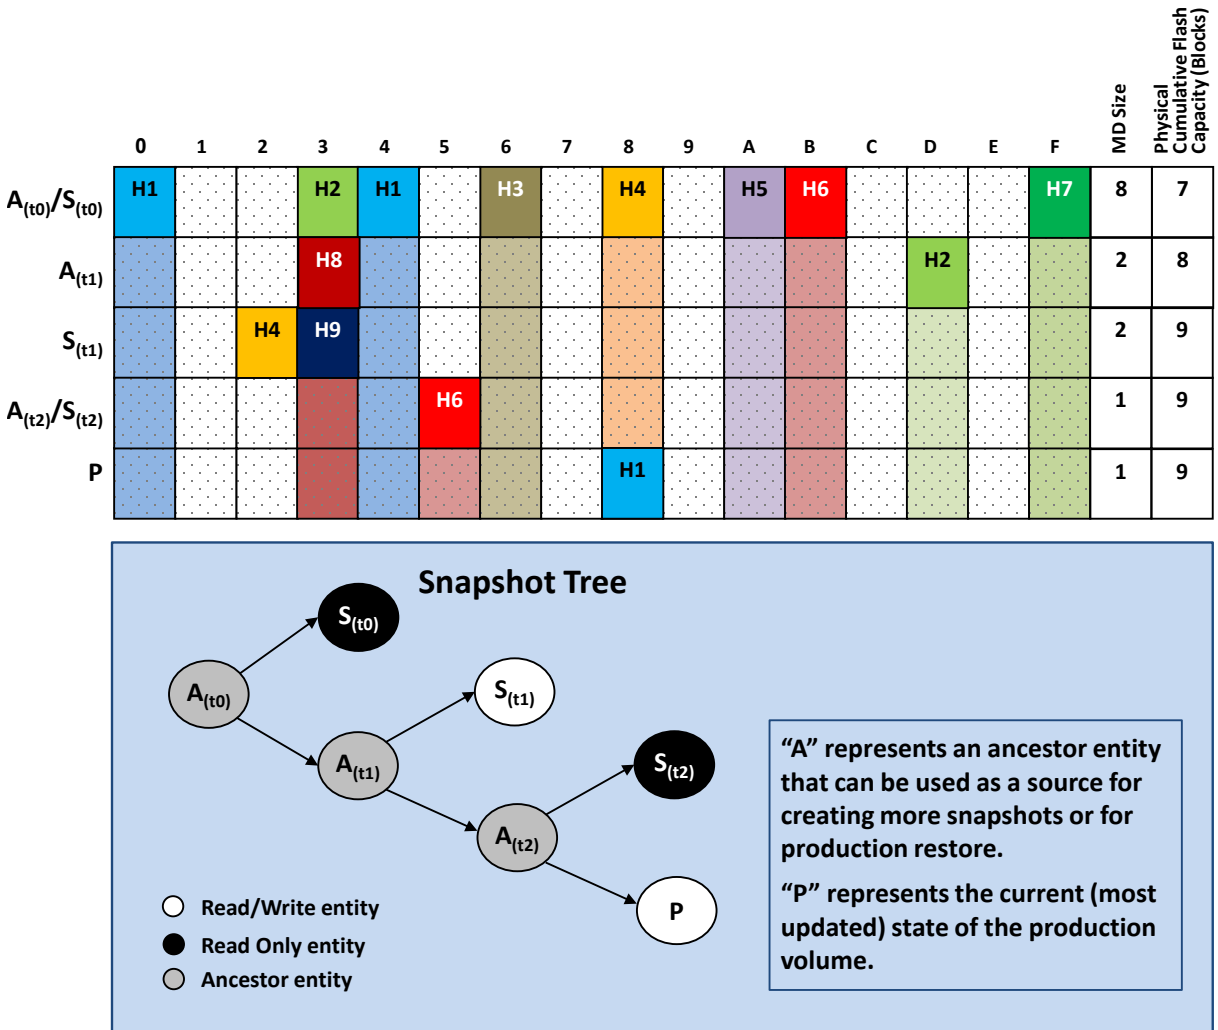 MD Size
Physical
Cumulative Flash
Capacity (Blocks)
0 1 2 3 4 5 6 7 8 9 A B C D E F
A(t0)/S(t0) H1 H2 H1 H3 H4 H5 H6 H7 8 7
A(t1) H8 H2 2 8
S(t1) H4 H9 2 9
A(t2)/S(t2) H6 1 9
P H1 1 9
Snapshot Tree
S(t0)
A(t0)
S(t1)
A(t1)
S(t2)
A(t2)
P
Read/Write entity
Read Only entity
Ancestor entity
“A” represents an ancestor entity
that can be used as a source for
creating more snapshots or for
production restore.
“P” represents the current (most
updated) state of the production
volume.